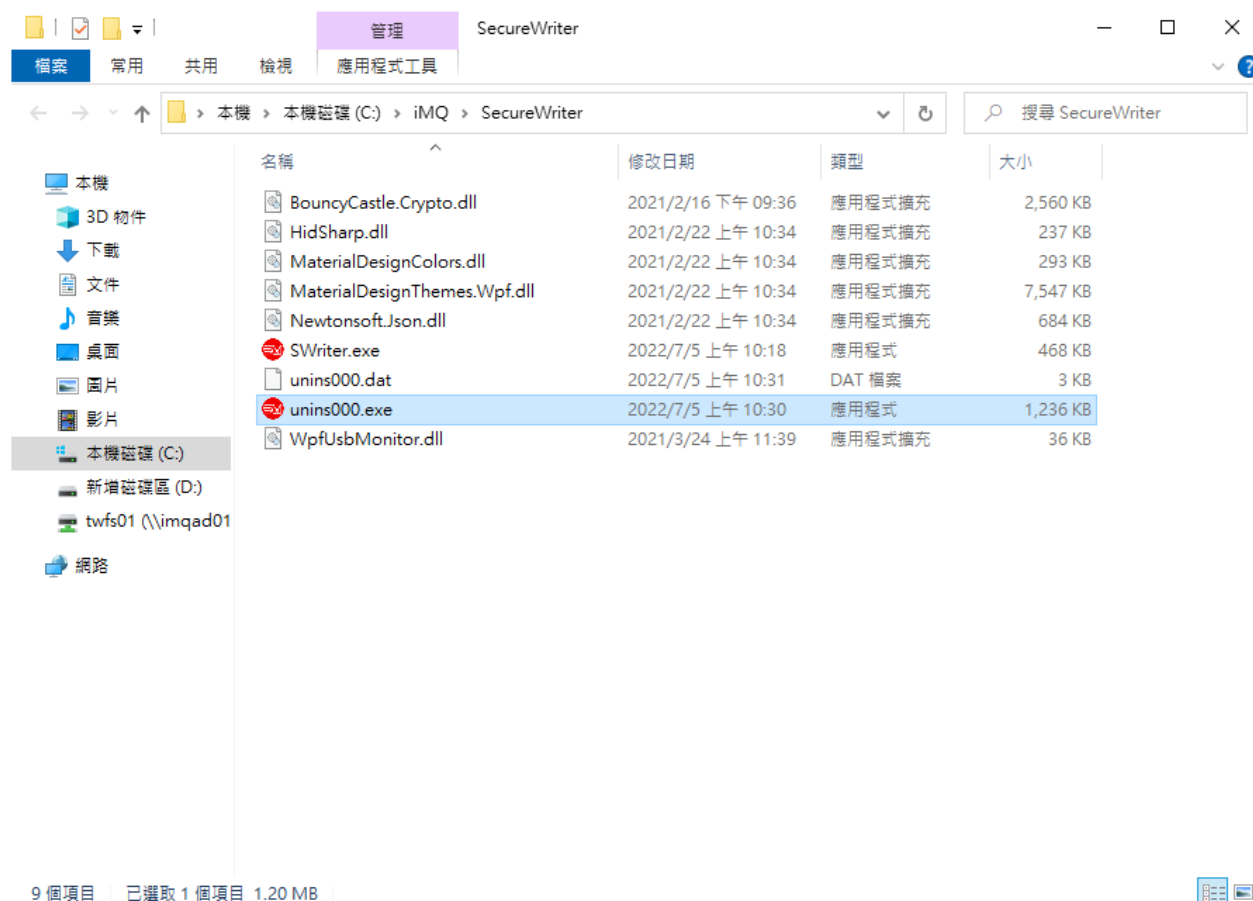 管理 SecureWriter
檔案 常用 共用 檢視 應用程式工具
本機 本機磁碟 (C:) iMQ SecureWriter 搜尋 SecureWriter
名稱 修改日期 類型 大小
本機
3D 物件
下載
文件
音樂
桌面
圖片
影片
本機磁碟 (C:)
新增磁碟區 (D:)
twfs01 (\\imqad01
網路
BouncyCastle.Crypto.dll 2021/2/16 下午 09:36 應用程式擴充 2,560 KB
HidSharp.dll 2021/2/22 上午 10:34 應用程式擴充 237 KB
MaterialDesignColors.dll 2021/2/22 上午 10:34 應用程式擴充 293 KB
MaterialDesignThemes.Wpf.dll 2021/2/22 上午 10:34 應用程式擴充 7,547 KB
Newtonsoft.Json.dll 2021/2/22 上午 10:34 應用程式擴充 684 KB
SWriter.exe 2022/7/5 上午 10:18 應用程式 468 KB
unins000.dat 2022/7/5 上午 10:31 DAT 檔案 3 KB
unins000.exe 2022/7/5 上午 10:30 應用程式 1,236 KB
WpfUsbMonitor.dll 2021/3/24 上午 11:39 應用程式擴充 36 KB
9 個項目 已選取 1 個項目 1.20 MB